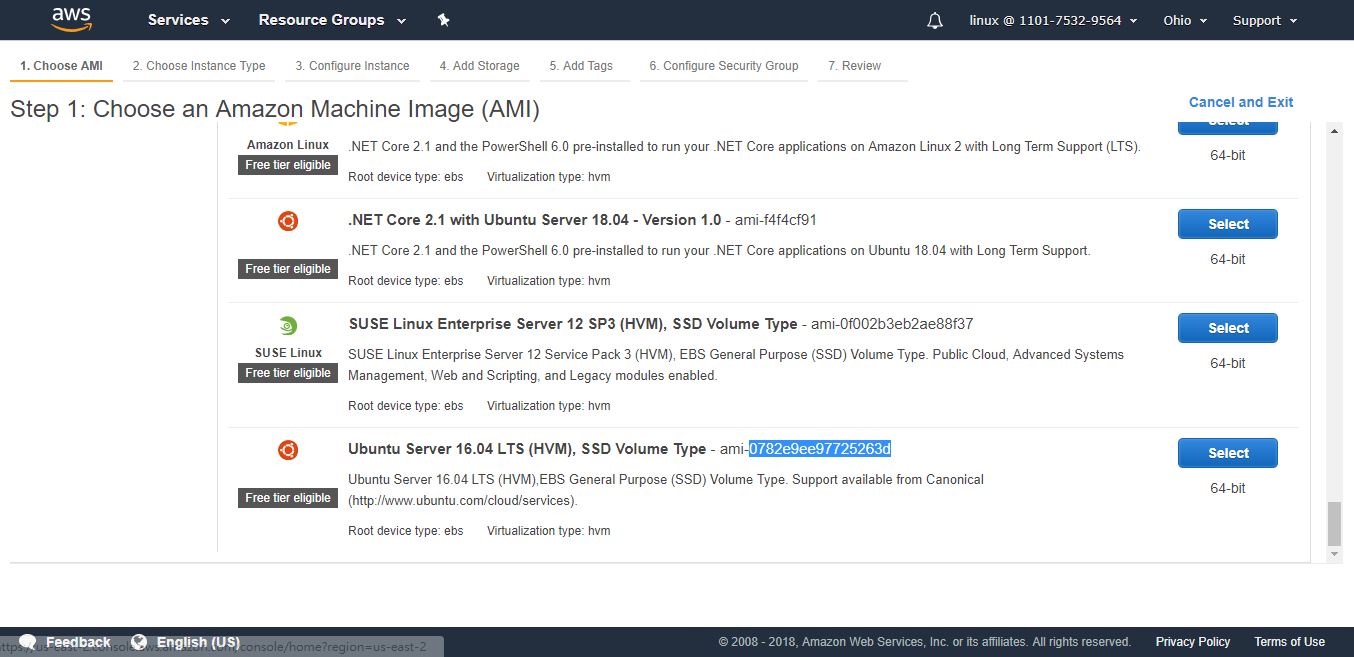 aws Services Resource Groups linux @ 1101-7532-9564 Ohio Support
1. Choose AMI 2. Choose Instance Type 3. Configure Instance 4. Add Storage 5. Add Tags 6. Configure Security Group 7. Review
Step 1: Choose an Amazon Machine Image (AMI)
Cancel and Exit
Select
Amazon Linux
Free tier eligible
.NET Core 2.1 and the PowerShell 6.0 pre-installed to run your .NET Core applications on Amazon Linux 2 with Long Term Support (LTS).
64-bit
Root device type: ebs Virtualization type: hvm
.NET Core 2.1 with Ubuntu Server 18.04 - Version 1.0 - ami-f4f4cf91
Select
.NET Core 2.1 and the PowerShell 6.0 pre-installed to run your .NET Core applications on Ubuntu 18.04 with Long Term Support.
64-bit
Free tier eligible
Root device type: ebs Virtualization type: hvm
SUSE Linux Enterprise Server 12 SP3 (HVM), SSD Volume Type - ami-0f002b3eb2ae88f37
Select
SUSE Linux
Free tier eligible
SUSE Linux Enterprise Server 12 Service Pack 3 (HVM), EBS General Purpose (SSD) Volume Type. Public Cloud, Advanced Systems
Management, Web and Scripting, and Legacy modules enabled.
64-bit
Root device type: ebs Virtualization type: hvm
Ubuntu Server 16.04 LTS (HVM), SSD Volume Type - ami-0782e9ee97725263d
Select
Ubuntu Server 16.04 LTS (HVM),EBS General Purpose (SSD) Volume Type. Support available from Canonical
(http://www.ubuntu.com/cloud/services).
64-bit
Free tier eligible
Root device type: ebs Virtualization type: hvm
Feedback English (US) © 2008 - 2018, Amazon Web Services, Inc. or its affiliates. All rights reserved. Privacy Policy Terms of Use
ttps://us-east-2.console.aws.amazon.com/console/home?region=us-east-2